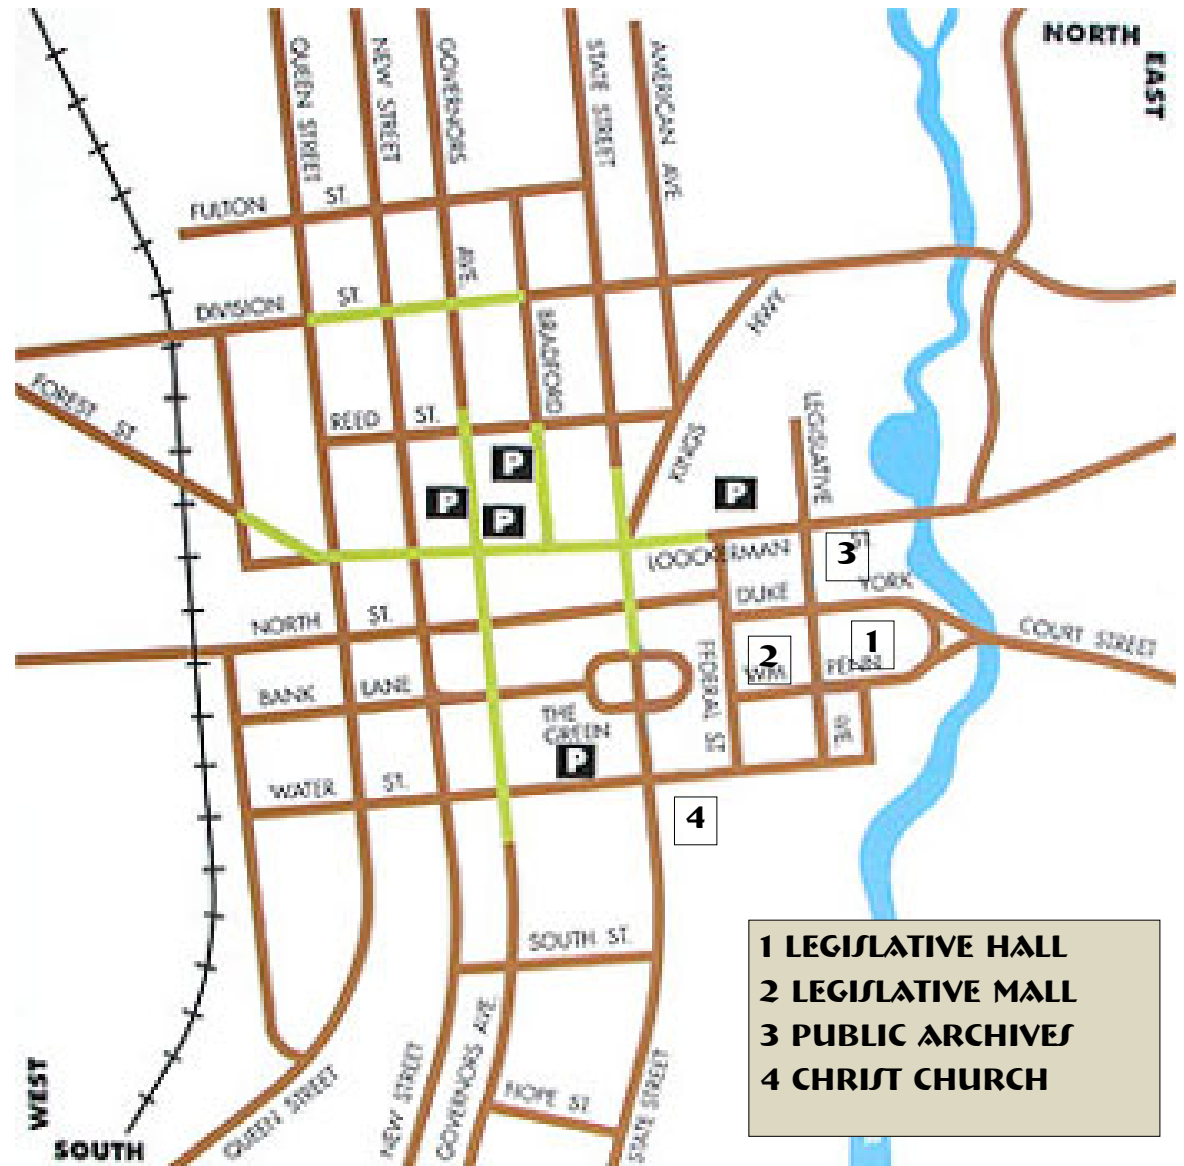 NORTH
EAST
QUEEN STREET
NEW STREET
GOVERNORS
STATE STREET
AMERICAN AVE
FULTON ST.
AVE.
DIVISION ST.
HWY.
BRADFORD
FOREST ST
REED ST.
LEGISLATIVE
KINGS
P
P
P
P
LOOCKERMAN ST.
3
DUKE YORK
NORTH ST.
COURT STREET
1
2
FEDERAL ST
WM. PENN
BANK LANE
THE
GREEN
AVE.
P
WATER ST.
4
SOUTH ST.
1 LEGISLATIVE HALL
2 LEGISLATIVE MALL
3 PUBLIC ARCHIVES
4 CHRIST CHURCH
NEW STREET
GOVERNORS AVE
HOPE ST.
STATE STREET
QUEEN STREET
WEST
SOUTH